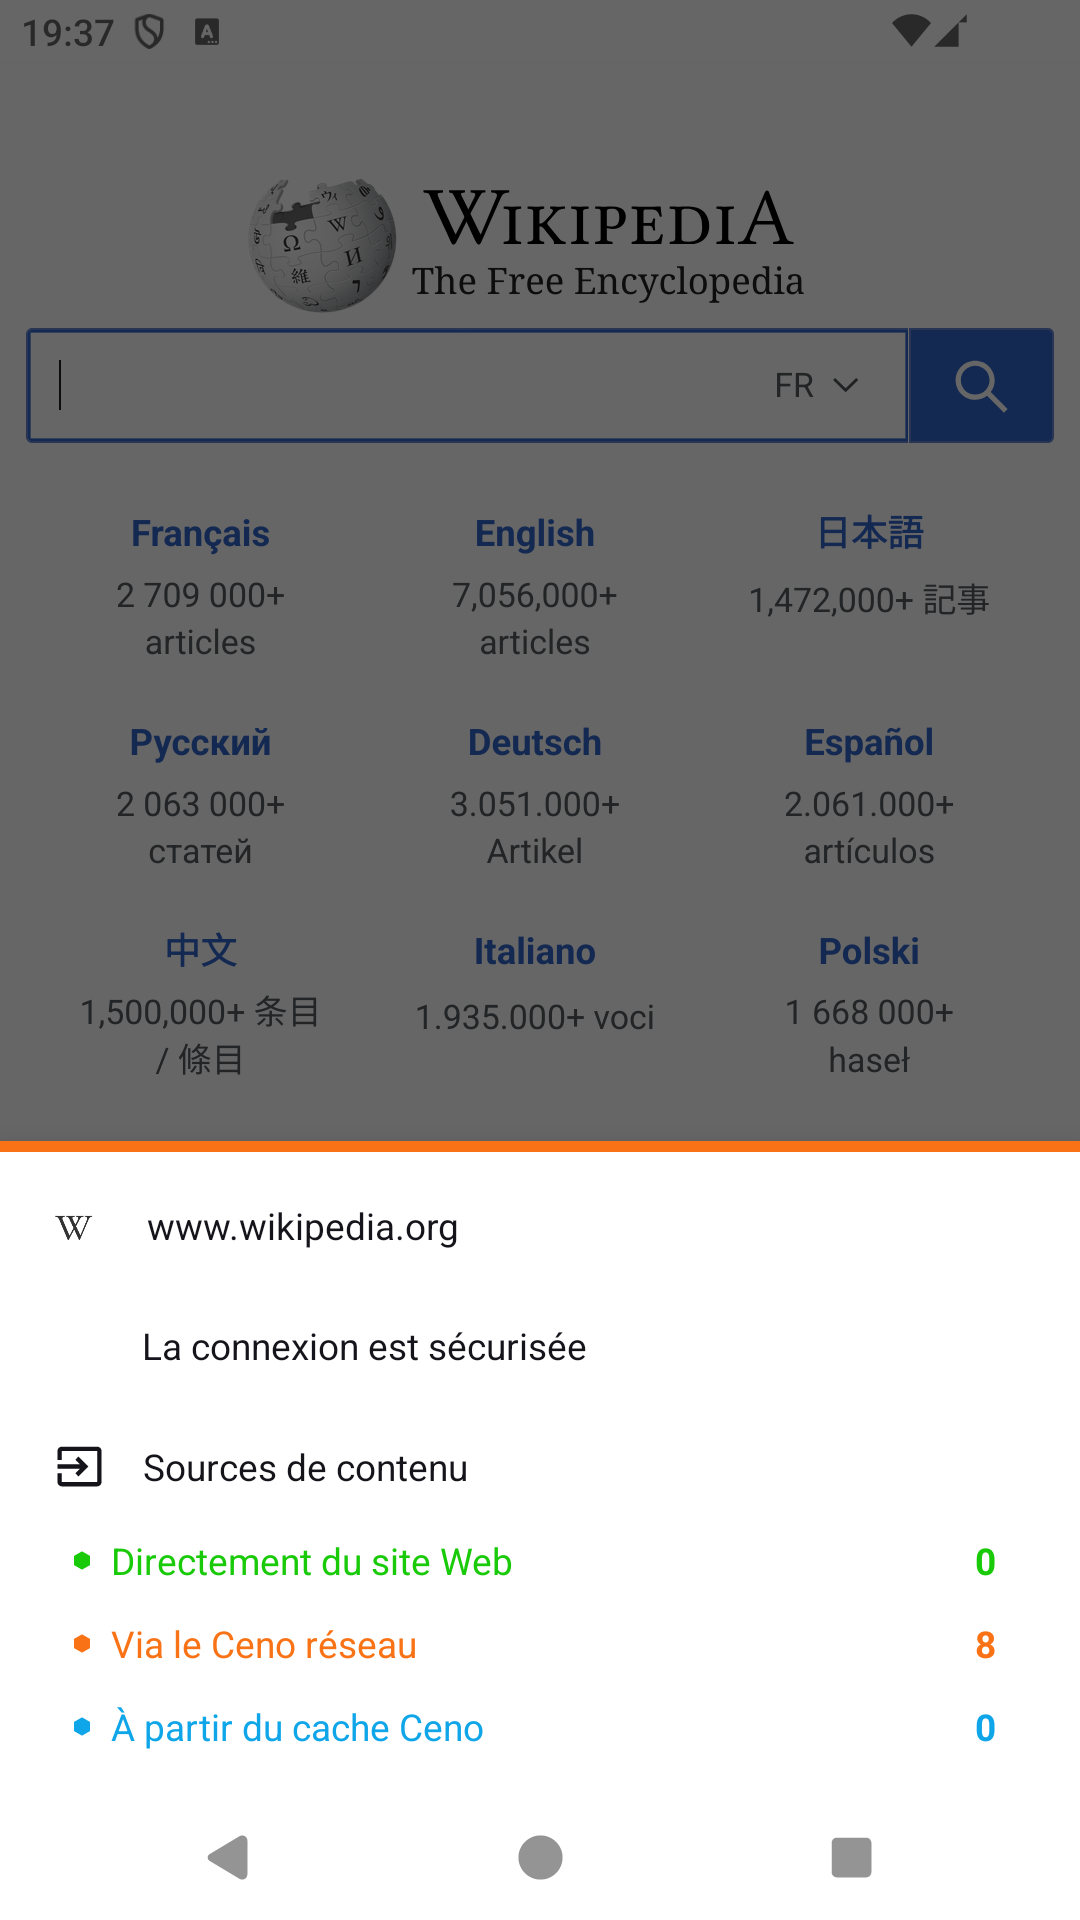 19:37
WIKIPEDIA
The Free Encyclopedia
FR
Français
English
日本語
2 709 000+
articles
7,056,000+
articles
1,472,000+ 記事
Русский
Deutsch
Español
2 063 000+
статей
3.051.000+
Artikel
2.061.000+
artículos
中文
Italiano
Polski
1,500,000+ 条目
/ 條目
1.935.000+ voci
1 668 000+
haseł
www.wikipedia.org
La connexion est sécurisée
Sources de contenu
Directement du site Web 0
Via le Ceno réseau 8
À partir du cache Ceno 0